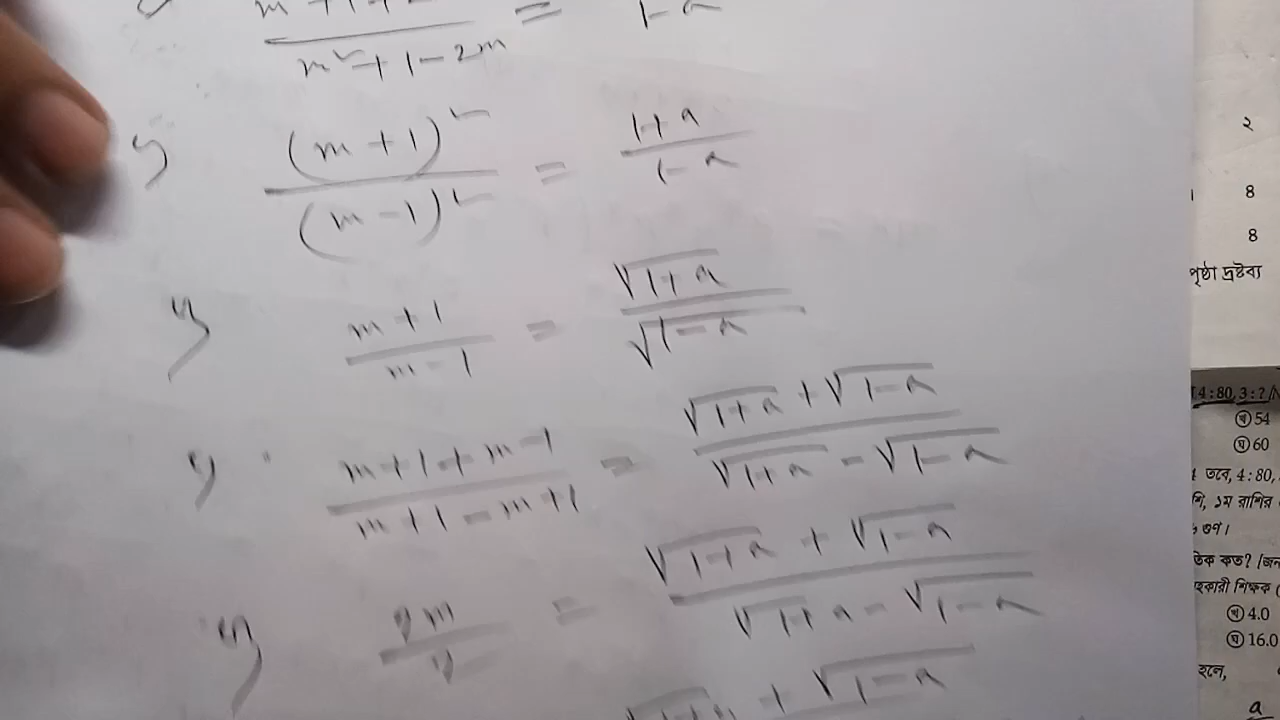 m²+1-2m = 1-a
⇒ (m+1)²/(m-1)² = 1+a/1-a
⇒ m+1/m-1 = √1+a/√1-a
⇒ m+1+m-1/m+1-m+1 = √1+a+√1-a/√1+a-√1-a
⇒ 2m/2 = √1+a+√1-a/√1+a-√1-a
+√1-a
২
8
8
পৃষ্ঠা দ্রষ্টব্য
4:80, 3:?
54
60
তবে, 4:80,
১ম রাশির
গুণ।
কত?
শিক্ষক
4.0
16.0
হলে,
a